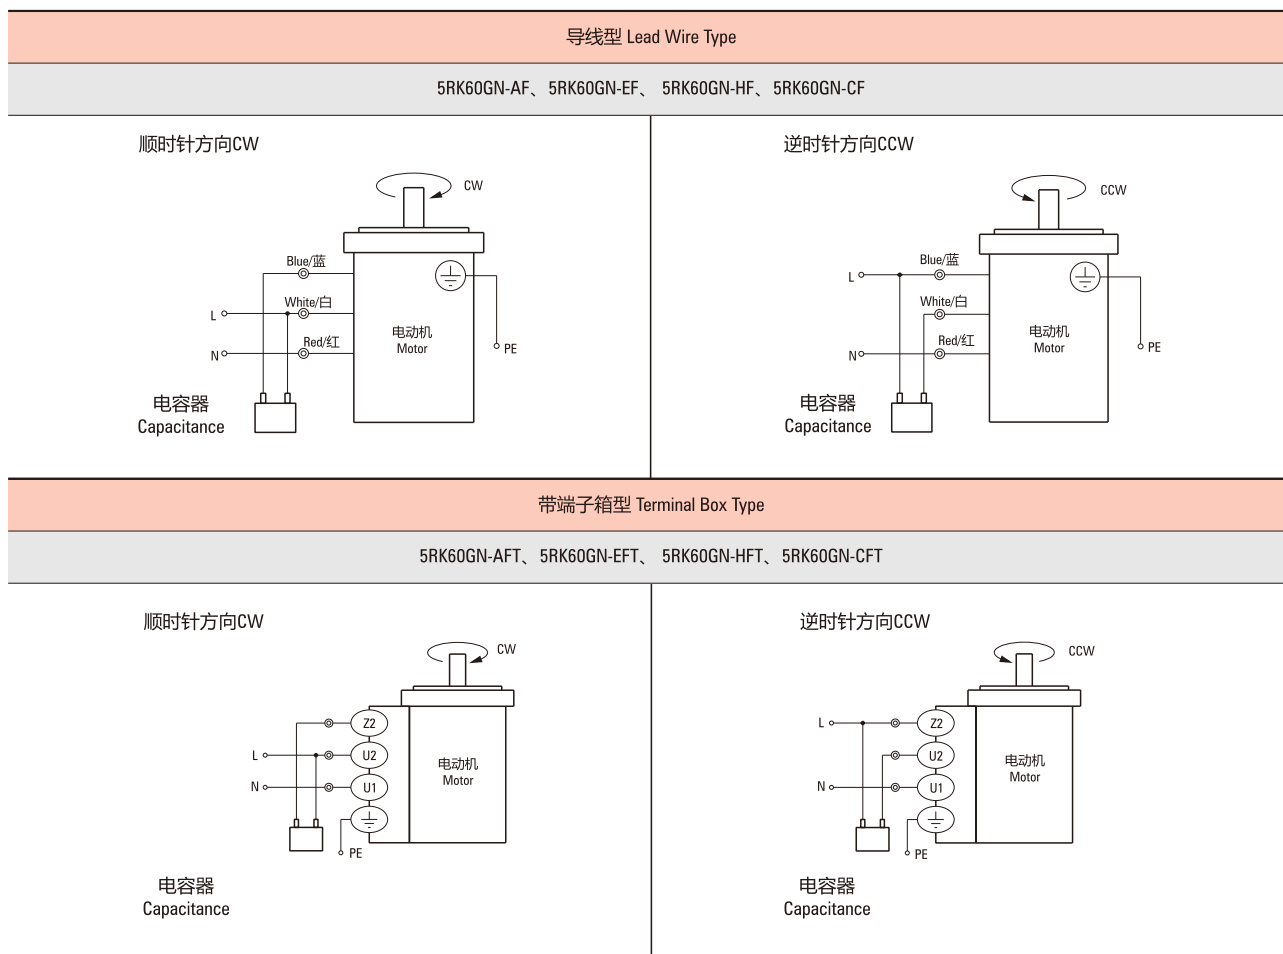 导线型 Lead Wire Type
5RK60GN-AF、5RK60GN-EF、 5RK60GN-HF、5RK60GN-CF
顺时针方向CW
CW
Blue/蓝
White/白
L
Red/红
N
电动机
Motor
PE
电容器
Capacitance
逆时针方向CCW
CCW
Blue/蓝
L
White/白
Red/红
N
电动机
Motor
PE
电容器
Capacitance
带端子箱型 Terminal Box Type
5RK60GN-AFT、5RK60GN-EFT、 5RK60GN-HFT、5RK60GN-CFT
顺时针方向CW
CW
Z2
L
U2
N
U1
电动机
Motor
PE
电容器
Capacitance
逆时针方向CCW
CCW
L
Z2
U2
N
U1
电动机
Motor
PE
电容器
Capacitance